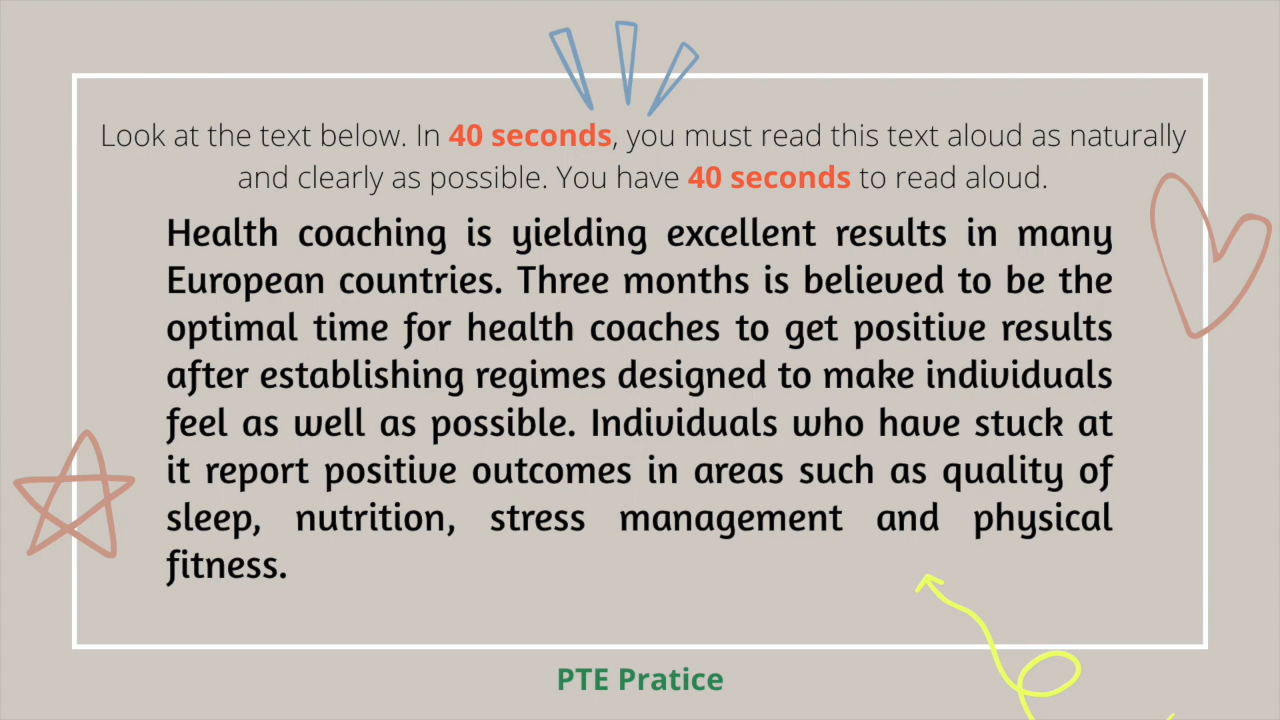 Look at the text below. In 40 seconds, you must read this text aloud as naturally
and clearly as possible. You have 40 seconds to read aloud.
Health coaching is yielding excellent results in many
European countries. Three months is believed to be the
optimal time for health coaches to get positive results
after establishing regimes designed to make individuals
feel as well as possible. Individuals who have stuck at
it report positive outcomes in areas such as quality of
sleep, nutrition, stress management and physical
fitness.
PTE Pratice